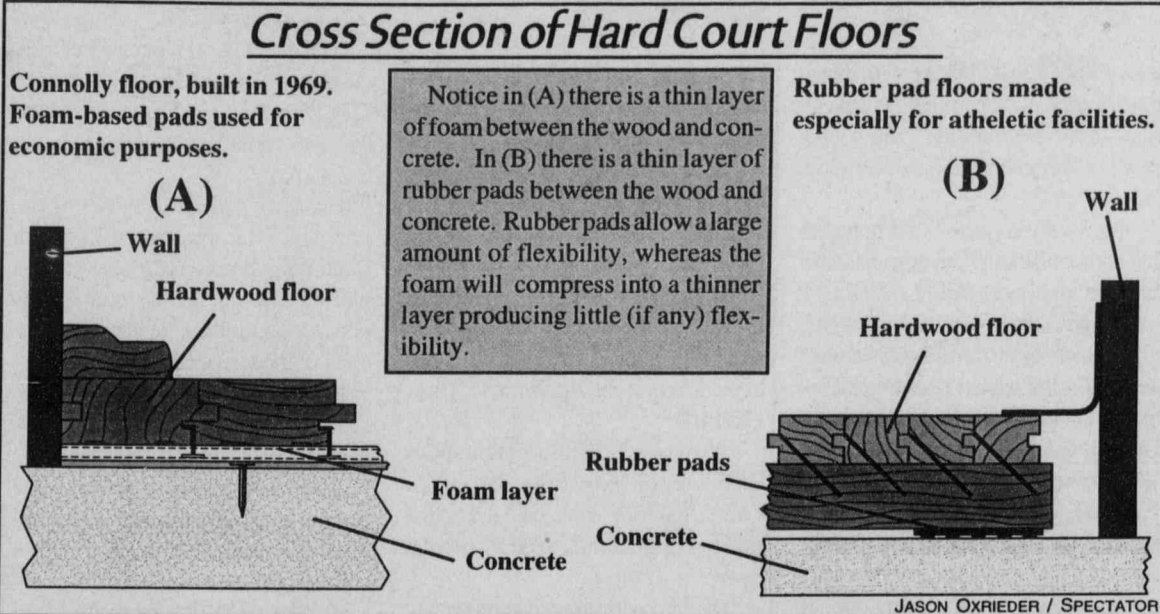 Cross Section of Hard Court Floors
Connolly floor, built in 1969.
Foam-based pads used for
economic purposes.
(A)
Wall
Hardwood floor
Foam layer
Concrete
Notice in (A) there is a thin layer
of foam between the wood and con-
crete. In (B) there is a thin layer of
rubber pads between the wood and
concrete. Rubber pads allow a large
amount of flexibility, whereas the
foam will compress into a thinner
layer producing little (if any) flex-
ibility.
Rubber pad floors made
especially for atheletic facilities.
(B)
Wall
Hardwood floor
Rubber pads
Concrete
JASON OXRIEDER / SPECTATOR